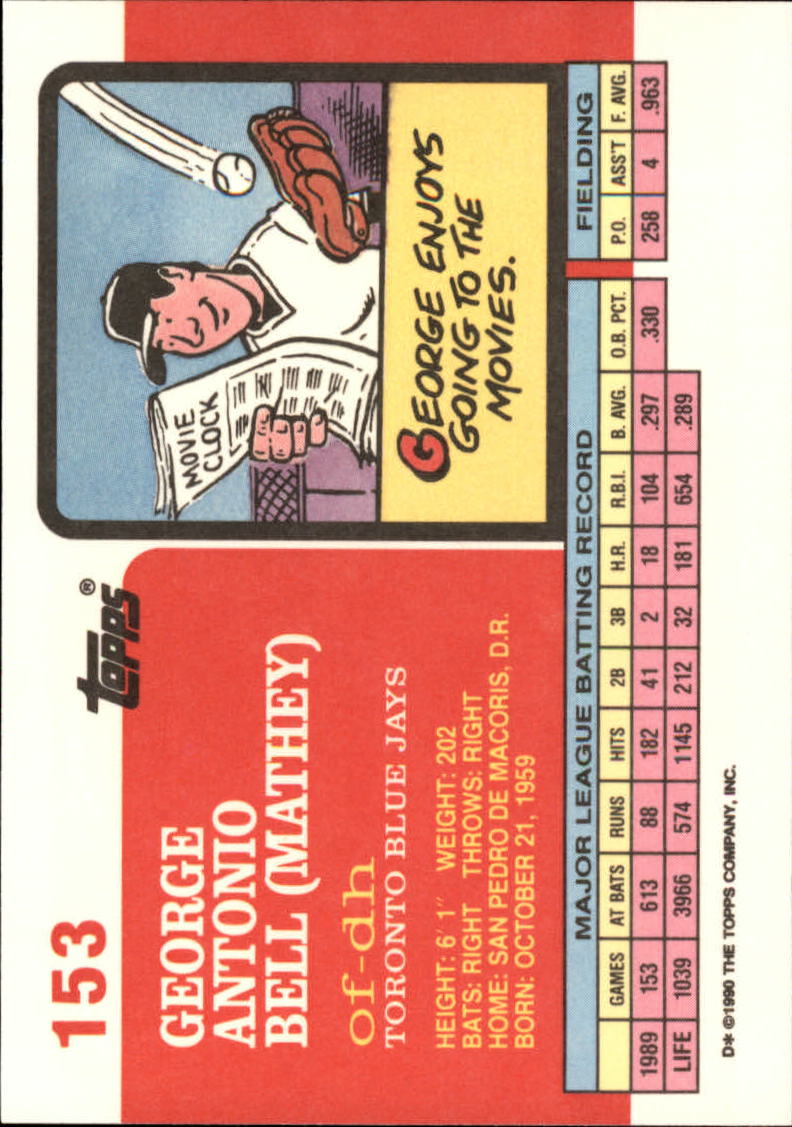 153
topps®
GEORGE
ANTONIO
BELL (MATHEY)
of-dh
TORONTO BLUE JAYS
HEIGHT: 6' 1" WEIGHT: 202
BATS: RIGHT THROWS: RIGHT
HOME: SAN PEDRO DE MACORIS, D.R.
BORN: OCTOBER 21, 1959
MOVIE
CLOCK
GEORGE ENJOYS
GOING TO THE
MOVIES.
MAJOR LEAGUE BATTING RECORD FIELDING
GAMES AT BATS RUNS HITS 2B 3B H.R. R.B.I. B. AVG. O.B. PCT. P.O. ASS'T F. AVG.
1989 153 613 88 182 41 2 18 104 .297 .330 258 4 .963
LIFE 1039 3966 574 1145 212 32 181 654 .289
D* ©1990 THE TOPPS COMPANY, INC.